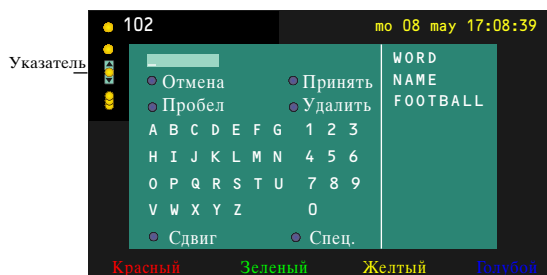 102 mo 08 may 17:08:39
Указатель
WORD
NAME
FOOTBALL
Отмена Принять
Пробел Удалить
A B C D E F G 1 2 3
H I J K L M N 4 5 6
O P Q R S T U 7 8 9
V W X Y Z 0
Сдвиг Спец.
Красный Зеленый Желтый Голубой